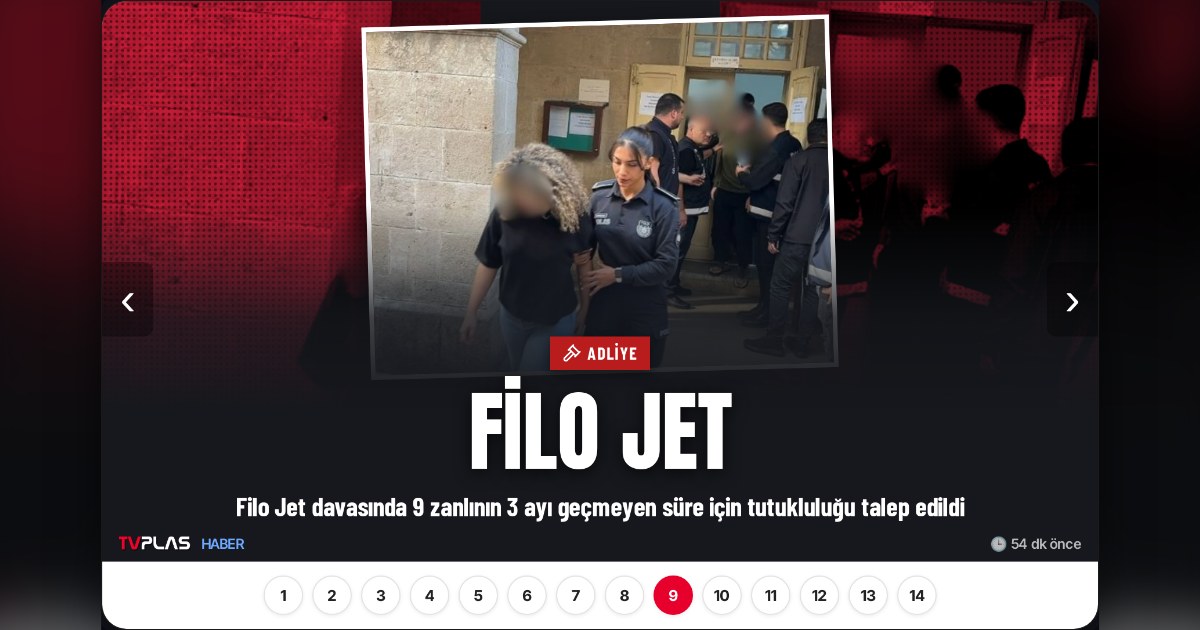 ADLİYE
FİLO JET
Filo Jet davasında 9 zanlının 3 ayı geçmeyen süre için tutukluluğu talep edildi
TVPLAS HABER
54 dk önce
1 2 3 4 5 6 7 8 9 10 11 12 13 14